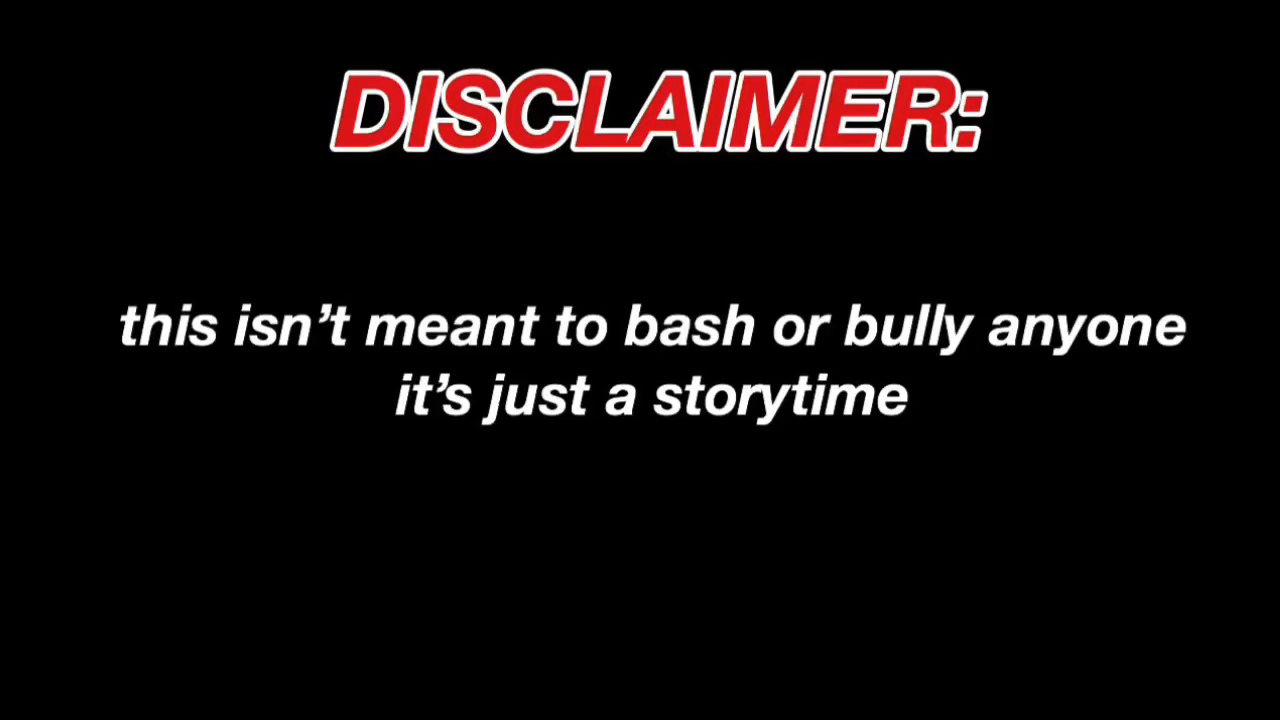 DISCLAIMER:
this isn’t meant to bash or bully anyone
it’s just a storytime